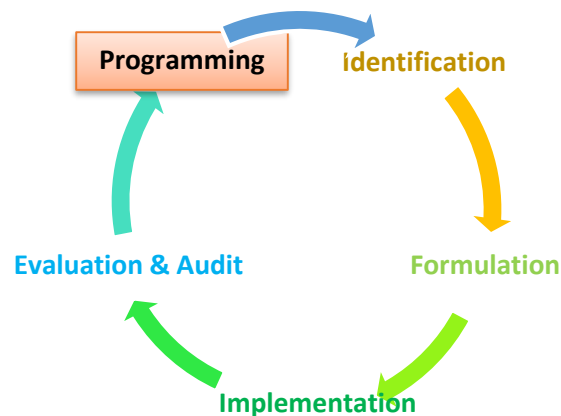 Programming
Identification
Formulation
Implementation
Evaluation & Audit